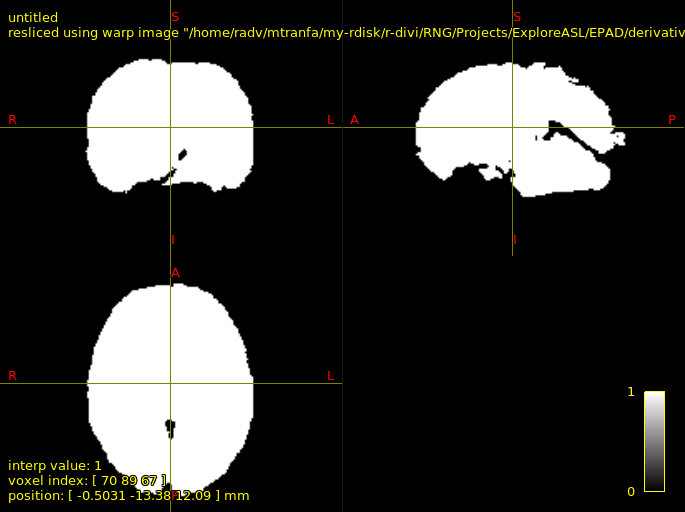 untitled
resliced using warp image "/home/radv/mtranfa/my-rdisk/r-divi/RNG/Projects/ExploreASL/EPAD/derivativ
S
S
R
L
A
P
I
I
A
R
L
1
interp value: 1
voxel index: [ 70 89 67 ]
0
position: [ -0.5031 -13.38 12.09 ] mm